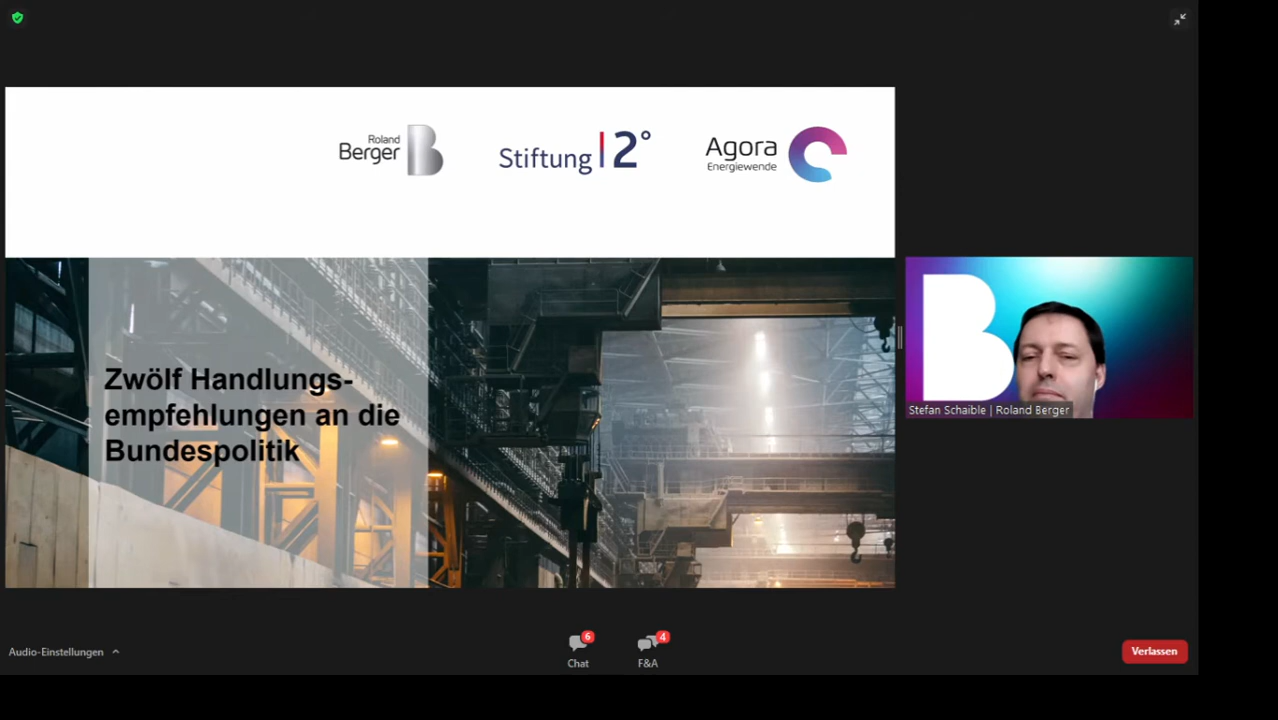 Roland
Berger
Stiftung 2°
Agora
Energiewende
Zwölf Handlungs-
empfehlungen an die
Bundespolitik
B
Stefan Schaible | Roland Berger
Audio-Einstellungen
6
Chat
4
F&A
Verlassen